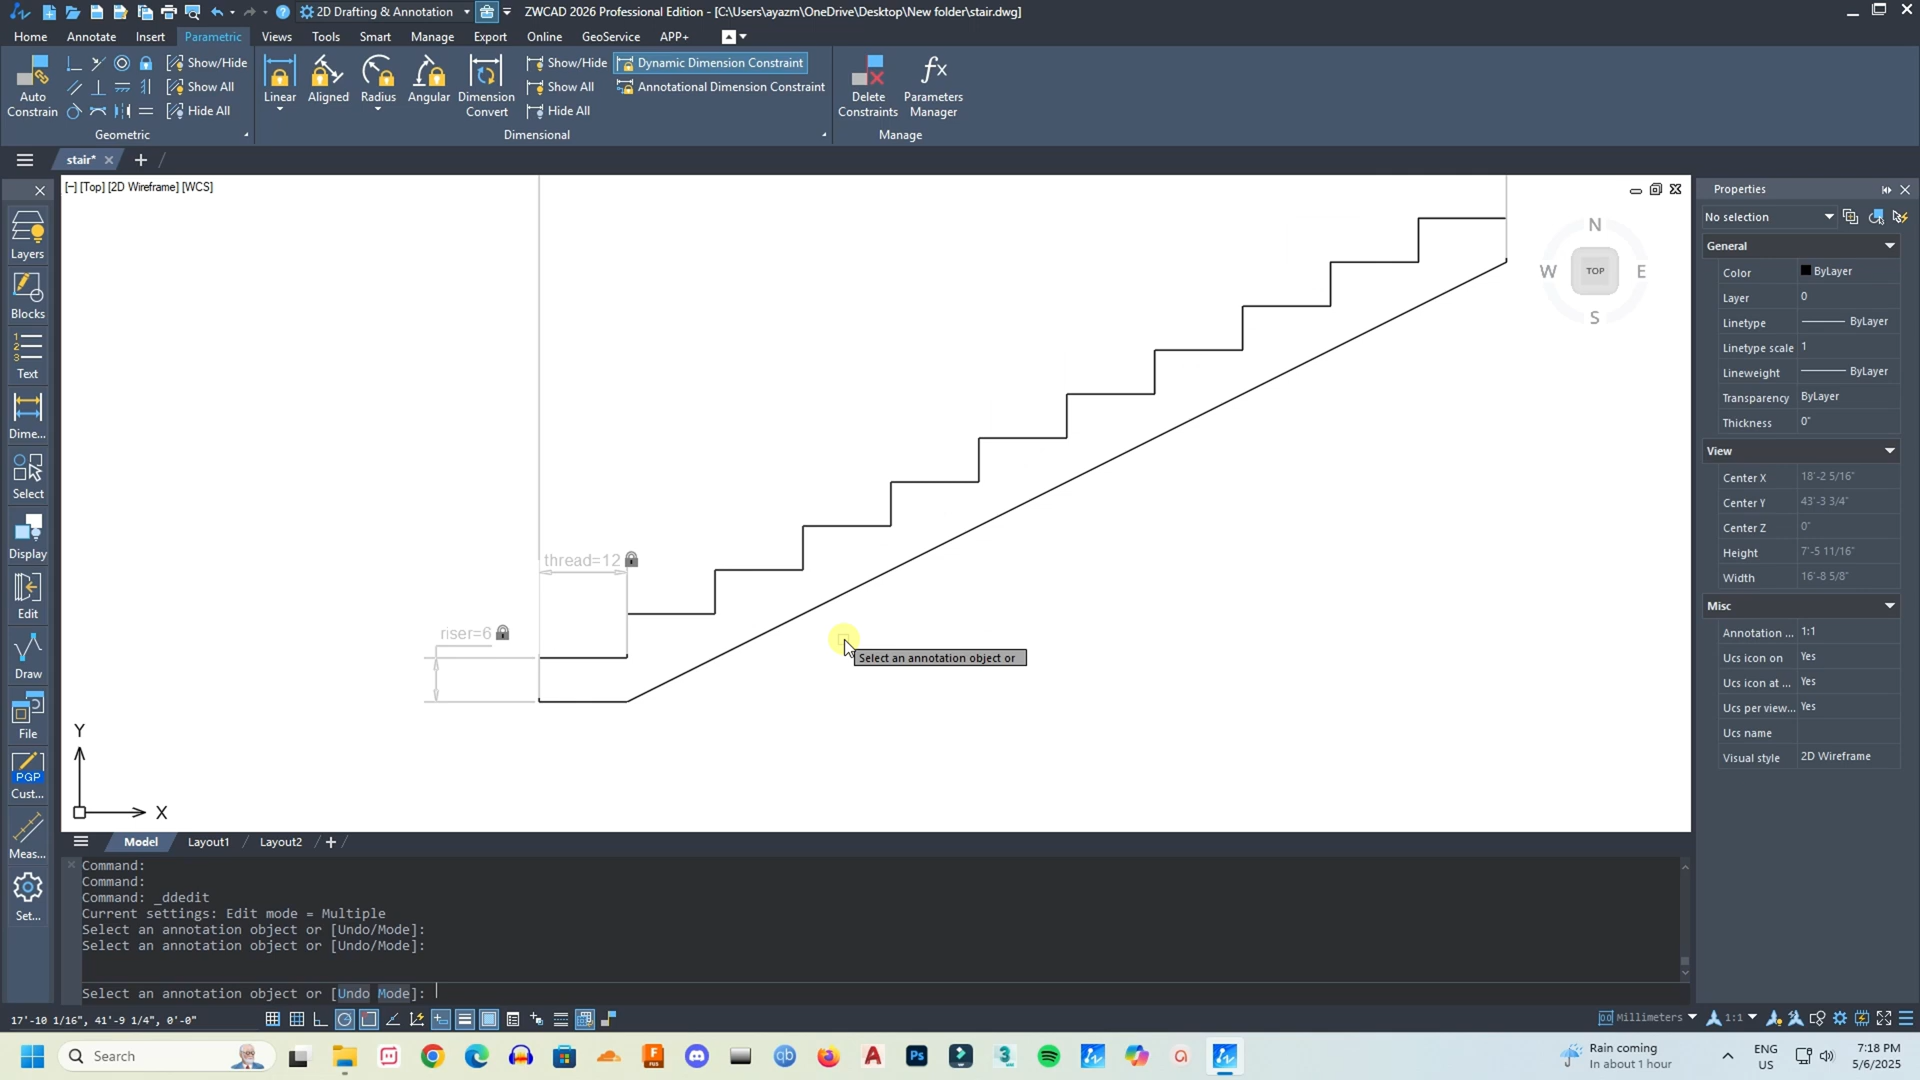 2D Drafting & Annotation
ZWCAD 2026 Professional Edition - [C:\Users\ayazm\OneDrive\Desktop\New folder\stair.dwg]
Home Annotate Insert Parametric Views Tools Smart Manage Export Online GeoService APP+
Auto Constrain
Show/Hide
Show All
Hide All
Geometric
Linear Aligned Radius Angular Dimension Convert
Show/Hide
Show All
Hide All
Dynamic Dimension Constraint
Annotational Dimension Constraint
Dimensional
Delete Constraints
fx
Parameters Manager
Manage
stair*
[−] [Top] [2D Wireframe] [WCS]
Layers
Blocks
Text
Dime...
Select
Display
Edit
Draw
File
PGP
Cust...
Meas...
Set...
N
W TOP E
S
thread=12
riser=6
Select an annotation object or
Y
X
Properties
No selection
General
Color ByLayer
Layer 0
Linetype ByLayer
Linetype scale 1
Lineweight ByLayer
Transparency ByLayer
Thickness 0"
View
Center X 18'-2 5/16"
Center Y 43'-3 3/4"
Center Z 0"
Height 7'-5 11/16"
Width 16'-8 5/8"
Misc
Annotation ... 1:1
Ucs icon on Yes
Ucs icon at ... Yes
Ucs per view... Yes
Ucs name
Visual style 2D Wireframe
Model Layout1 Layout2
Command:
Command:
Command: _ddedit
Current settings: Edit mode = Multiple
Select an annotation object or [Undo/Mode]:
Select an annotation object or [Undo/Mode]:
Select an annotation object or [Undo Mode]:
17'-10 1/16", 41'-9 1/4", 0'-0"
Millimeters 1:1
Search
Rain coming
In about 1 hour
ENG
US
7:18 PM
5/6/2025